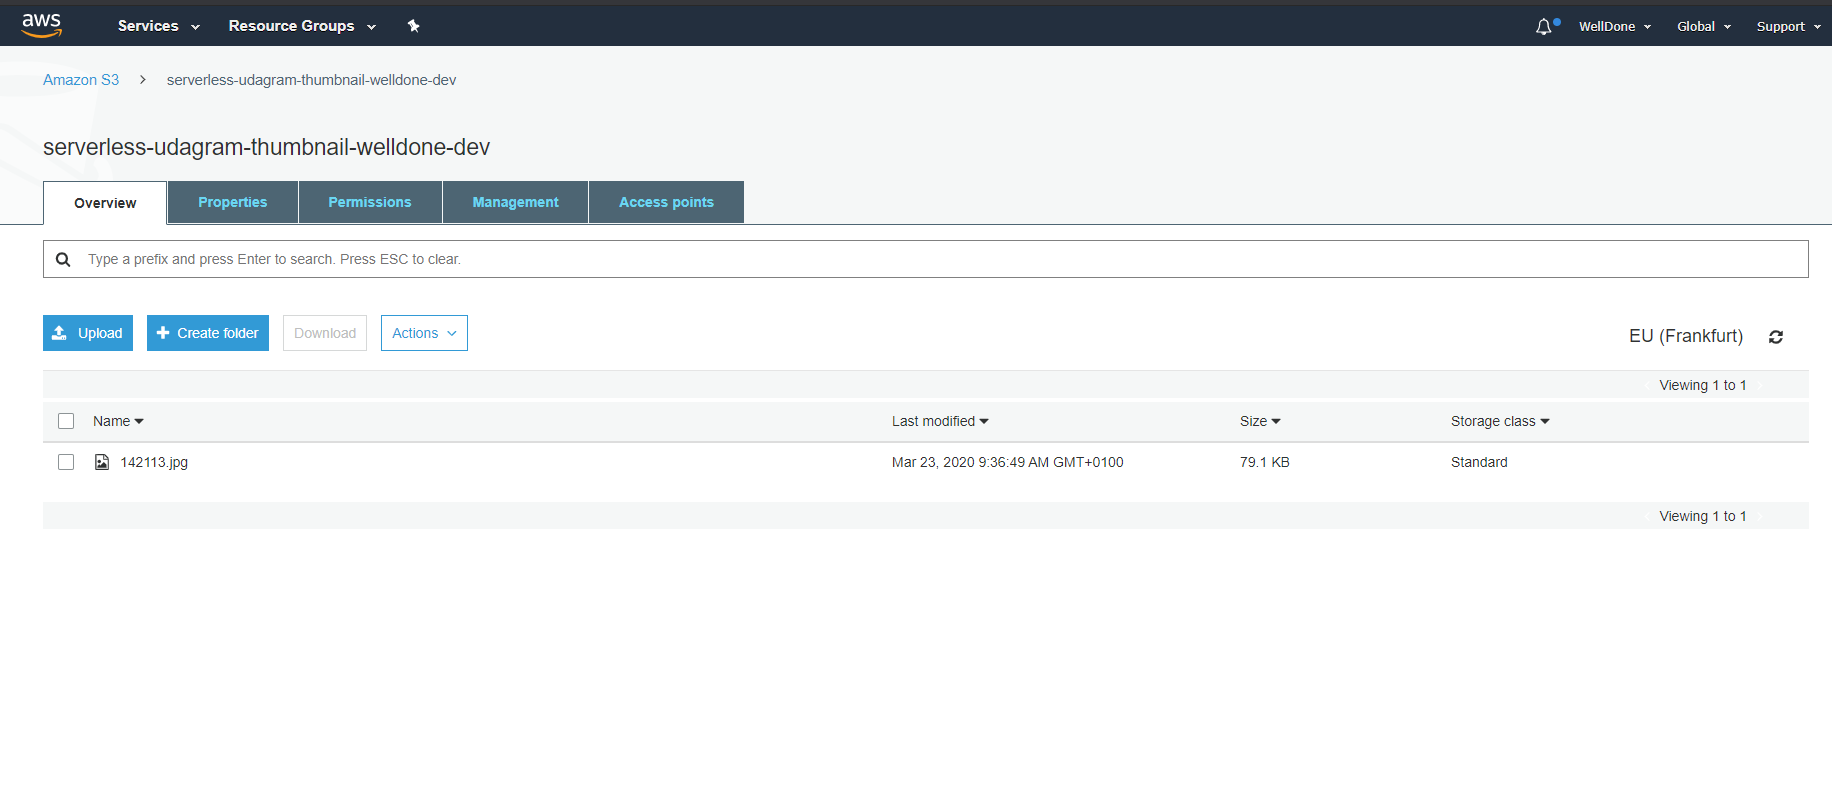 aws Services Resource Groups WellDone Global Support
Amazon S3 > serverless-udagram-thumbnail-welldone-dev
serverless-udagram-thumbnail-welldone-dev
Overview Properties Permissions Management Access points
Type a prefix and press Enter to search. Press ESC to clear.
Upload Create folder Download Actions EU (Frankfurt)
Viewing 1 to 1
Name Last modified Size Storage class
142113.jpg Mar 23, 2020 9:36:49 AM GMT+0100 79.1 KB Standard
Viewing 1 to 1